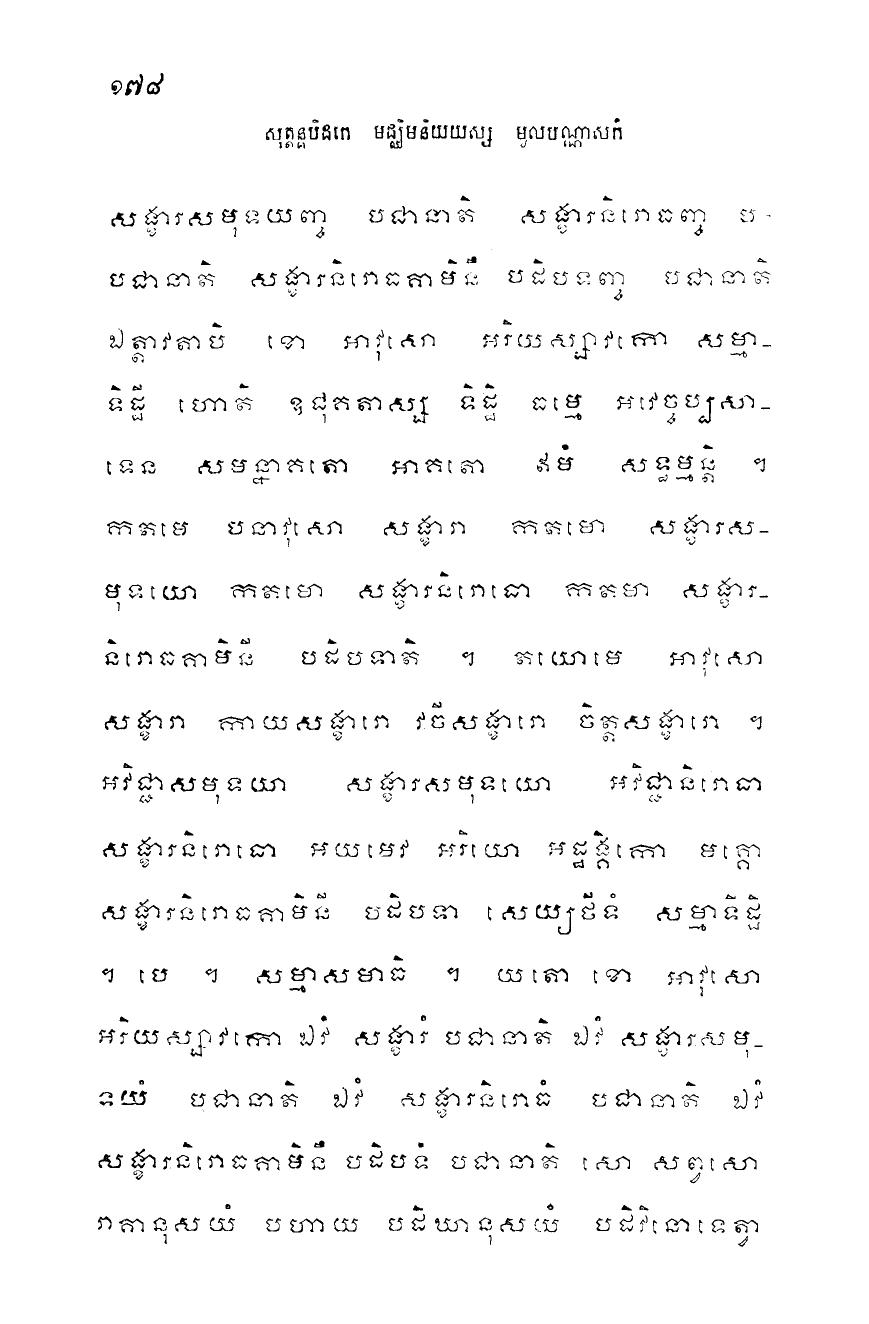 ១៧៨
សុត្តន្តបិដកេ មជ្ឈិមនិយយស្ស មូលបណ្ណាសកំ
សង្ខារសមុទយញ្ច បជានាតិ សង្ខារនិរោធញ្ច ប-
បជានាតិ សង្ខារនិរោធគាមិនឹ បដិបទញ្ច បជានាតិ
ឯត្តាវតាបិ ខោ អាវុសោ អរិយស្សាវកោ សម្មា-
ទិដ្ឋី ហោតិ ឧជុគតាស្ស ទិដ្ឋិ ធម្មេ អវេច្ចប្បសា-
ទេន សមន្នាគតោ អាគតោ ឥមំ សទ្ធម្មន្តិ ។
កតមេ បនាវុសោ សង្ខារា កតមោ សង្ខារស-
មុទយោ កតមោ សង្ខារនិរោធោ កតមា សង្ខារ-
និរោធគាមិនី បដិបទាតិ ។ តយោមេ អាវុសោ
សង្ខារា កាយសង្ខារោ វចីសង្ខារោ ចិត្តសង្ខារោ ។
អវិជ្ជាសមុទយា សង្ខារសមុទយោ អវិជ្ជានិរោធា
សង្ខារនិរោធោ អយមេវ អរិយោ អដ្ឋង្គិកោ មគ្គោ
សង្ខារនិរោធគាមិនី បដិបទា សេយ្យថីទំ សម្មាទិដ្ឋិ
។ បេ ។ សម្មាសមាធិ ។ យតោ ខោ អាវុសោ
អរិយស្សាវកោ ឯវំ សង្ខារំ បជានាតិ ឯវំ សង្ខារសមុ-
ទយំ បជានាតិ ឯវំ សង្ខារនិរោធំ បជានាតិ ឯវំ
សង្ខារនិរោធគាមិនឹ បដិបទំ បជានាតិ សោ សព្វសោ
រាគានុសយំ បហាយ បដិឃានុសយំ បដិវិនោទេត្វា